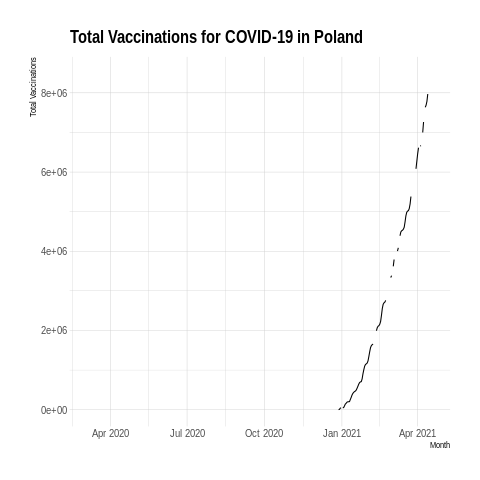 Total Vaccinations for COVID-19 in Poland
Total Vaccinations
8e+06
6e+06
4e+06
2e+06
0e+00
Apr 2020 Jul 2020 Oct 2020 Jan 2021 Apr 2021
Month